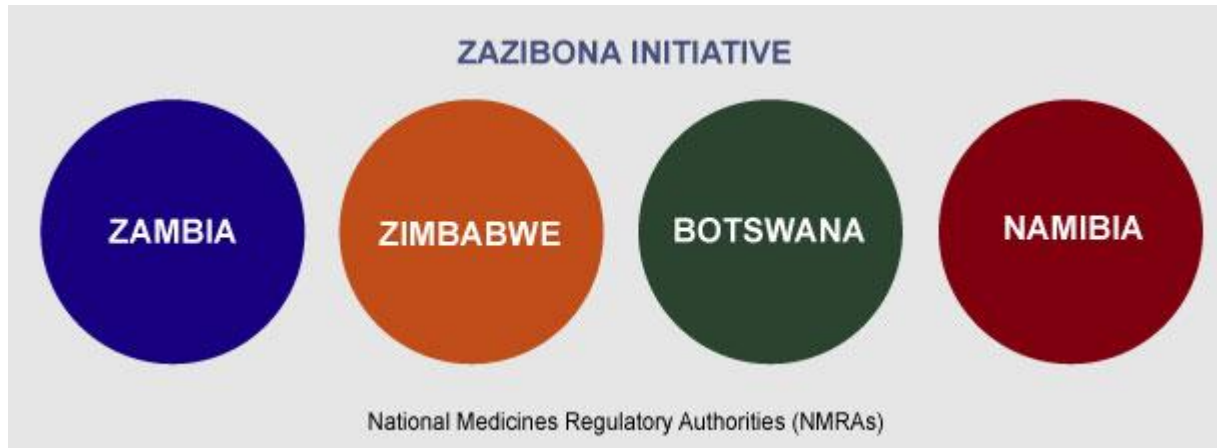 ZAZIBONA INITIATIVE
ZAMBIA
ZIMBABWE
BOTSWANA
NAMIBIA
National Medicines Regulatory Authorities (NMRAs)